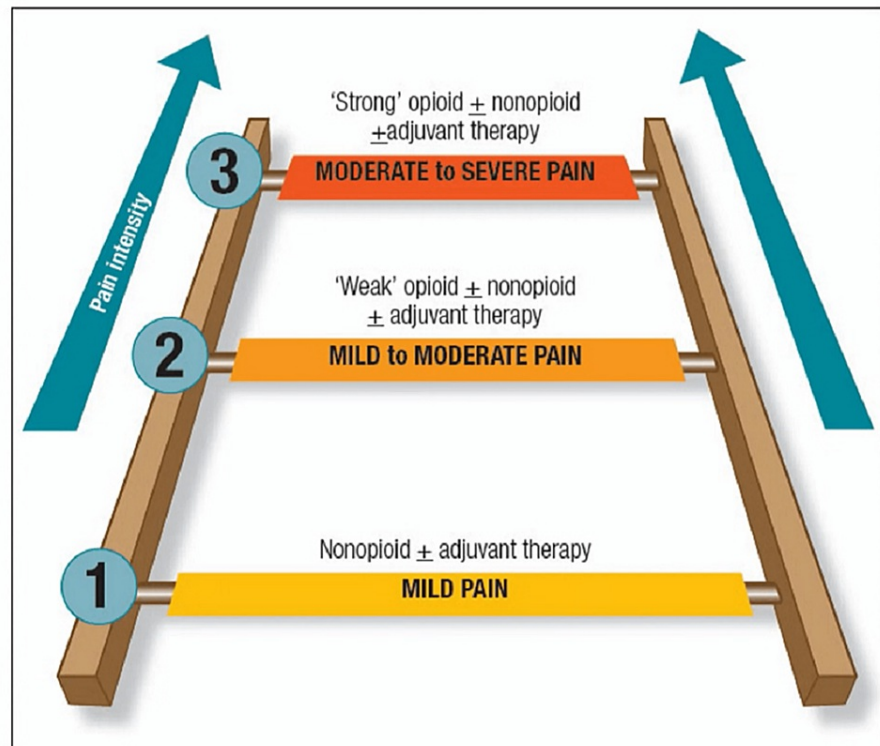 Pain intensity
'Strong' opioid ± nonopioid
±adjuvant therapy
3
MODERATE to SEVERE PAIN
'Weak' opioid ± nonopioid
± adjuvant therapy
2
MILD to MODERATE PAIN
Nonopioid ± adjuvant therapy
1
MILD PAIN